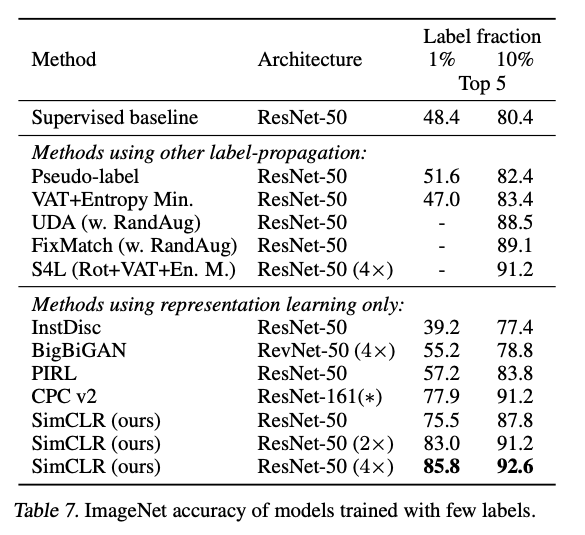 Label fraction
Method Architecture 1% 10%
Top 5
Supervised baseline ResNet-50 48.4 80.4
Methods using other label-propagation:
Pseudo-label ResNet-50 51.6 82.4
VAT+Entropy Min. ResNet-50 47.0 83.4
UDA (w. RandAug) ResNet-50 - 88.5
FixMatch (w. RandAug) ResNet-50 - 89.1
S4L (Rot+VAT+En. M.) ResNet-50 (4×) - 91.2
Methods using representation learning only:
InstDisc ResNet-50 39.2 77.4
BigBiGAN RevNet-50 (4×) 55.2 78.8
PIRL ResNet-50 57.2 83.8
CPC v2 ResNet-161(∗) 77.9 91.2
SimCLR (ours) ResNet-50 75.5 87.8
SimCLR (ours) ResNet-50 (2×) 83.0 91.2
SimCLR (ours) ResNet-50 (4×) 85.8 92.6
Table 7. ImageNet accuracy of models trained with few labels.